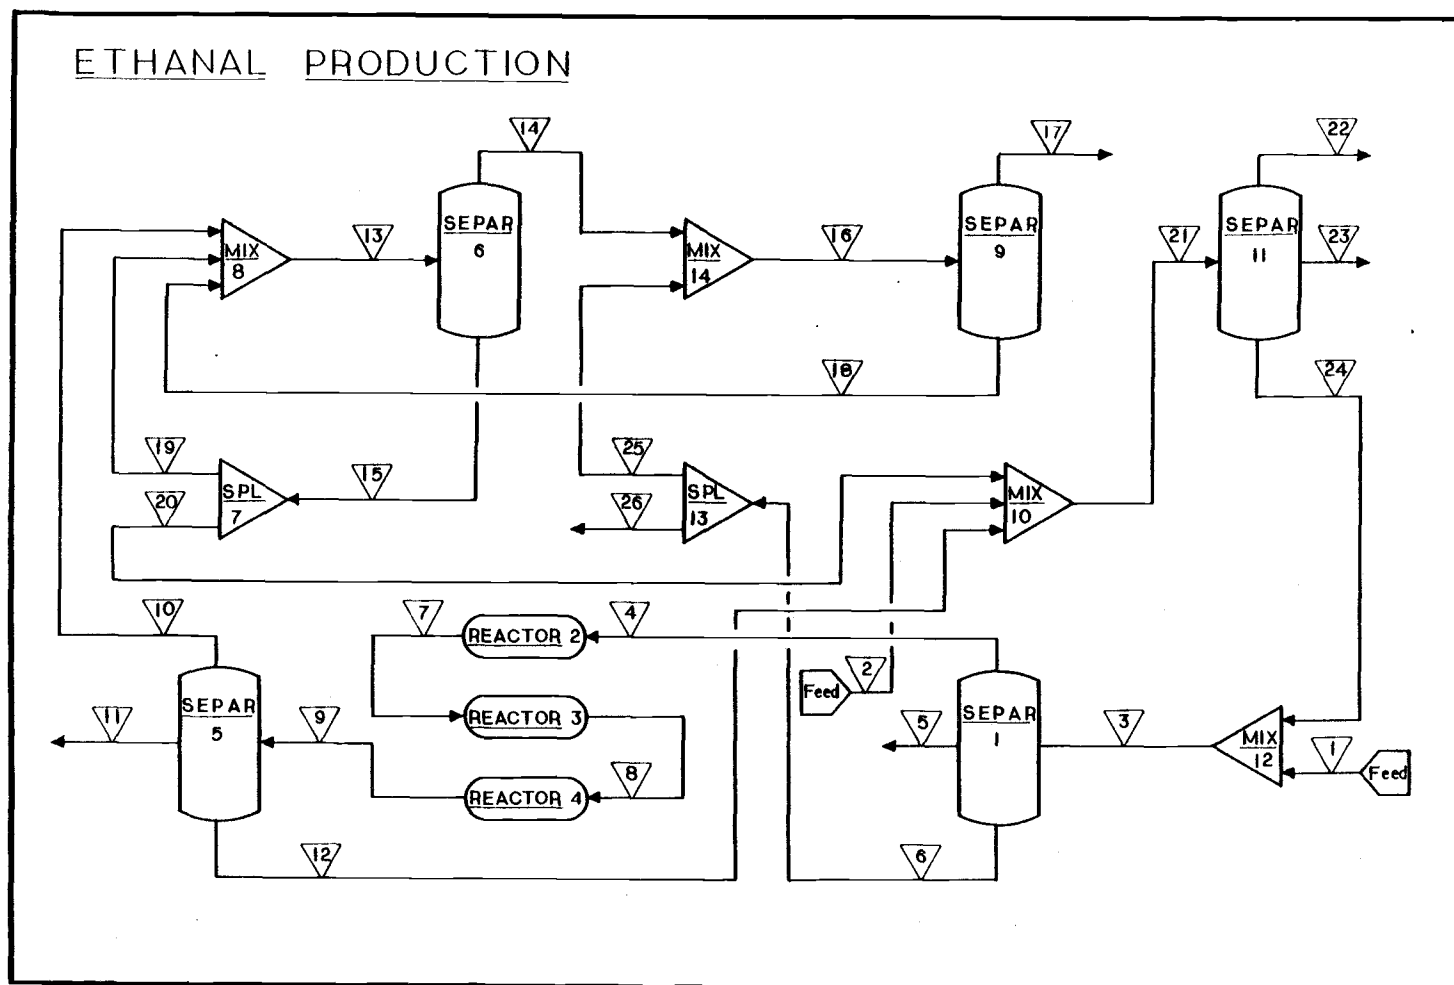 ETHANAL PRODUCTION
14
17
22
SEPAR
6
SEPAR
9
SEPAR
11
MIX
8
13
MIX
14
16
21
23
18
24
19
20
SPL
7
15
25
26
SPL
13
MIX
10
10
7
REACTOR 2
4
Feed
2
SEPAR
5
11
9
REACTOR 3
8
REACTOR 4
SEPAR
1
5
3
MIX
12
1
Feed
12
6